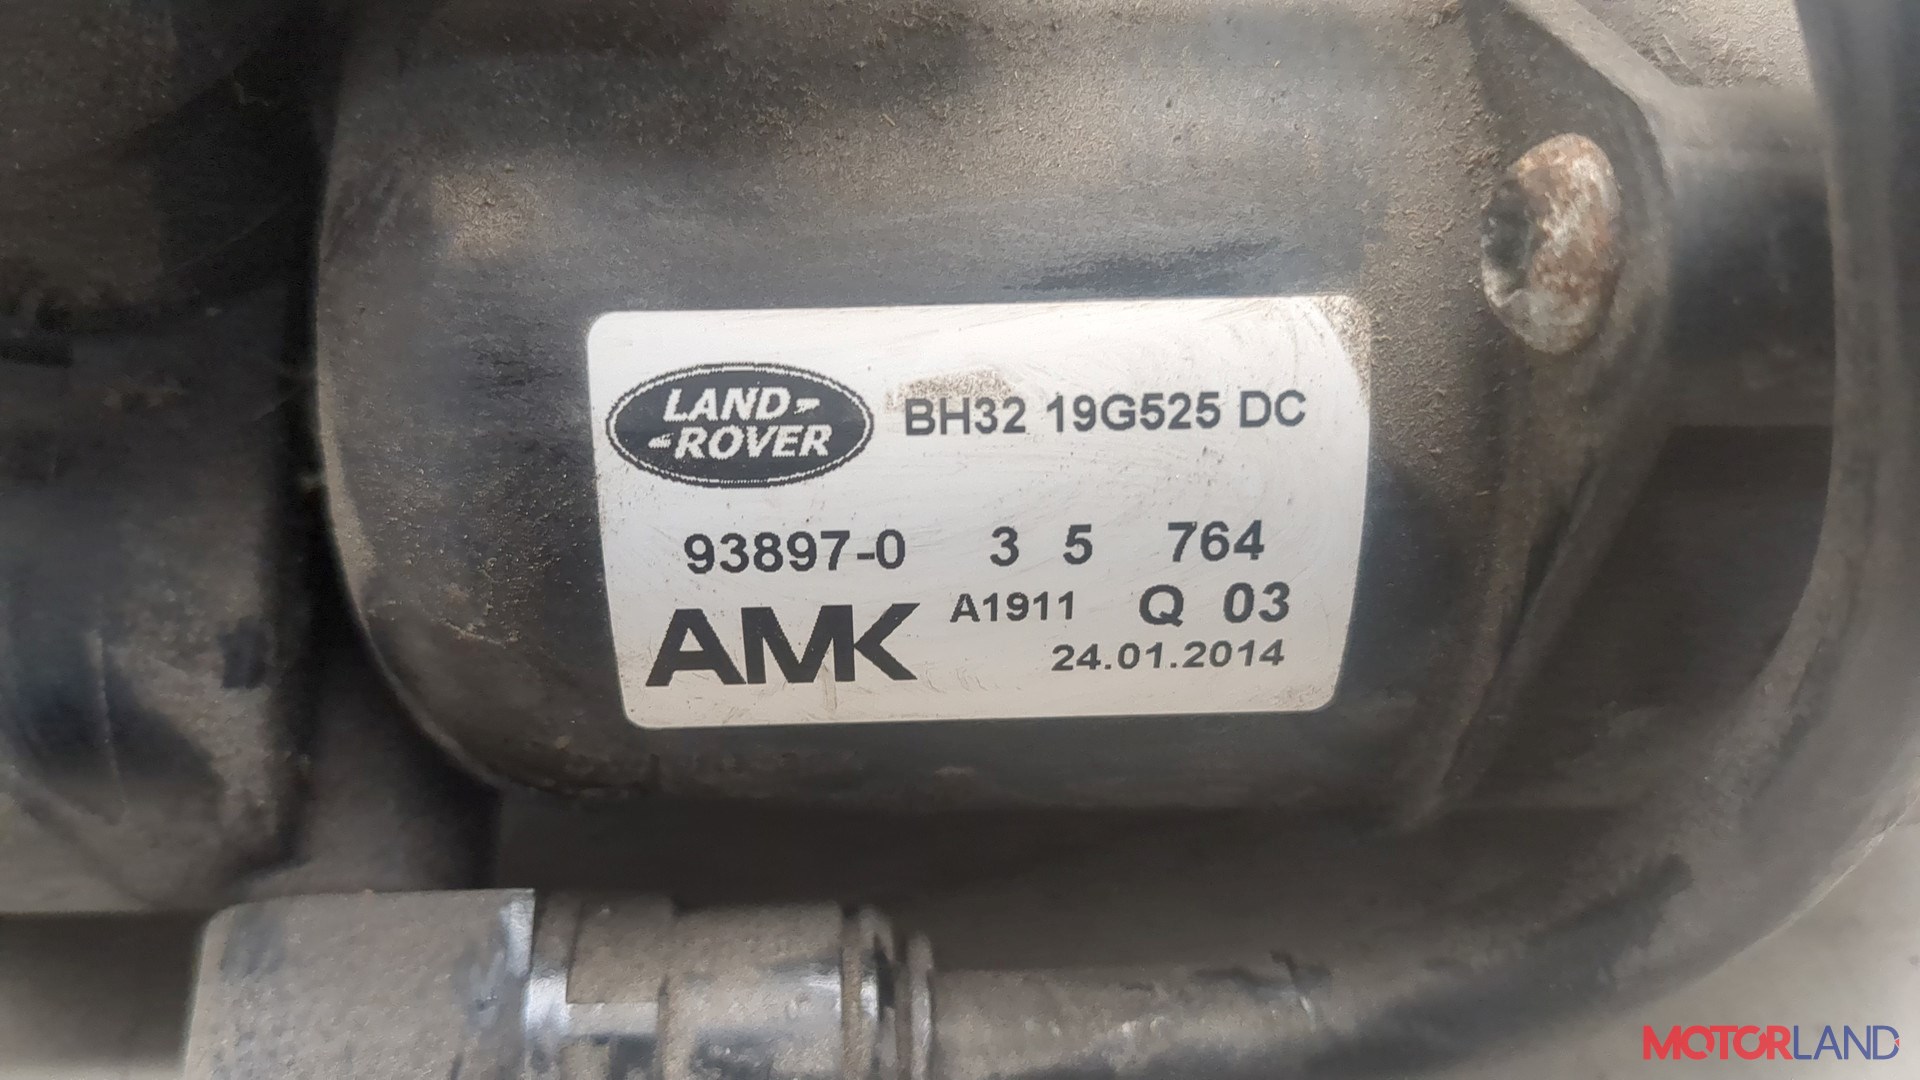 LAND
ROVER
BH32 19G525 DC
93897-0 3 5 764
AMK A1911 Q 03
24.01.2014
MOTORLAND